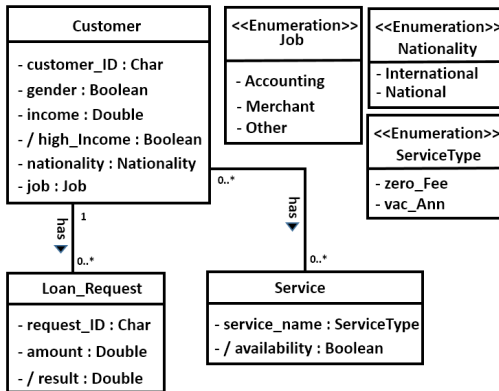 Customer
- customer_ID : Char
- gender : Boolean
- income : Double
- / high_Income : Boolean
- nationality : Nationality
- job : Job
<<Enumeration>>
Job
- Accounting
- Merchant
- Other
<<Enumeration>>
Nationality
- International
- National
<<Enumeration>>
ServiceType
- zero_Fee
- vac_Ann
1
has
0..*
0..*
has
0..*
Loan_Request
- request_ID : Char
- amount : Double
- / result : Double
Service
- service_name : ServiceType
- / availability : Boolean